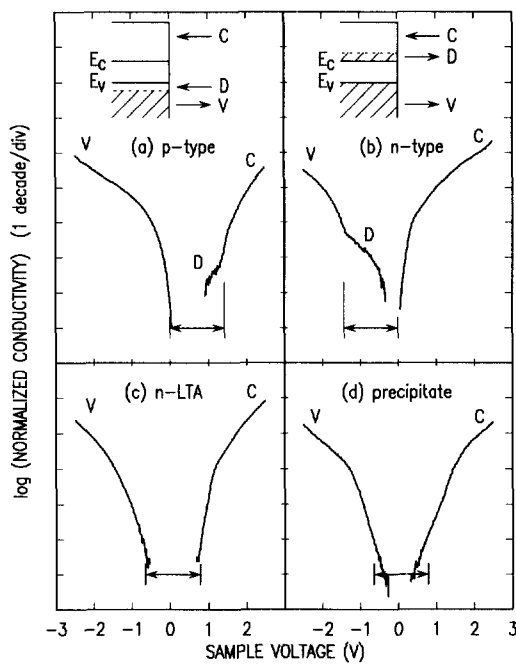 C
E_C
E_V
D
V
(a) p-type
V
C
D
C
D
E_C
E_V
V
(b) n-type
V
C
D
(c) n-LTA
V
C
(d) precipitate
V
C
log (NORMALIZED CONDUCTIVITY) (1 decade/div)
-3 -2 -1 0 1 2
-3 -2 -1 0 1 2 3
SAMPLE VOLTAGE (V)